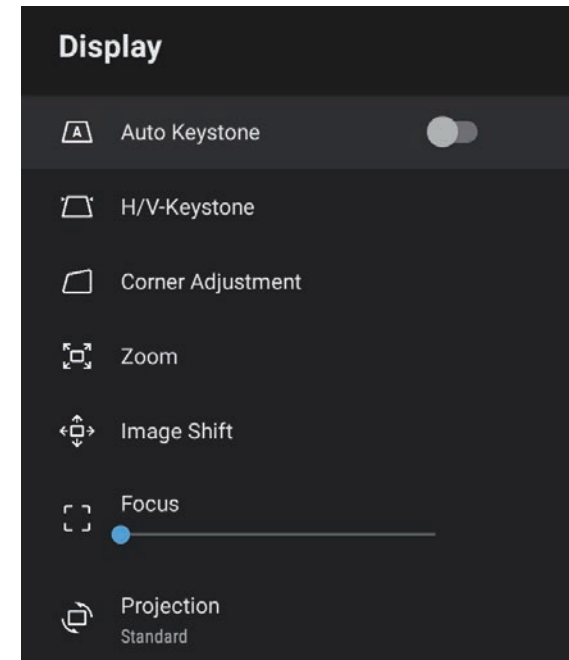 Display
A
Auto Keystone
H/V-Keystone
Corner Adjustment
Zoom
Image Shift
Focus
Projection
Standard